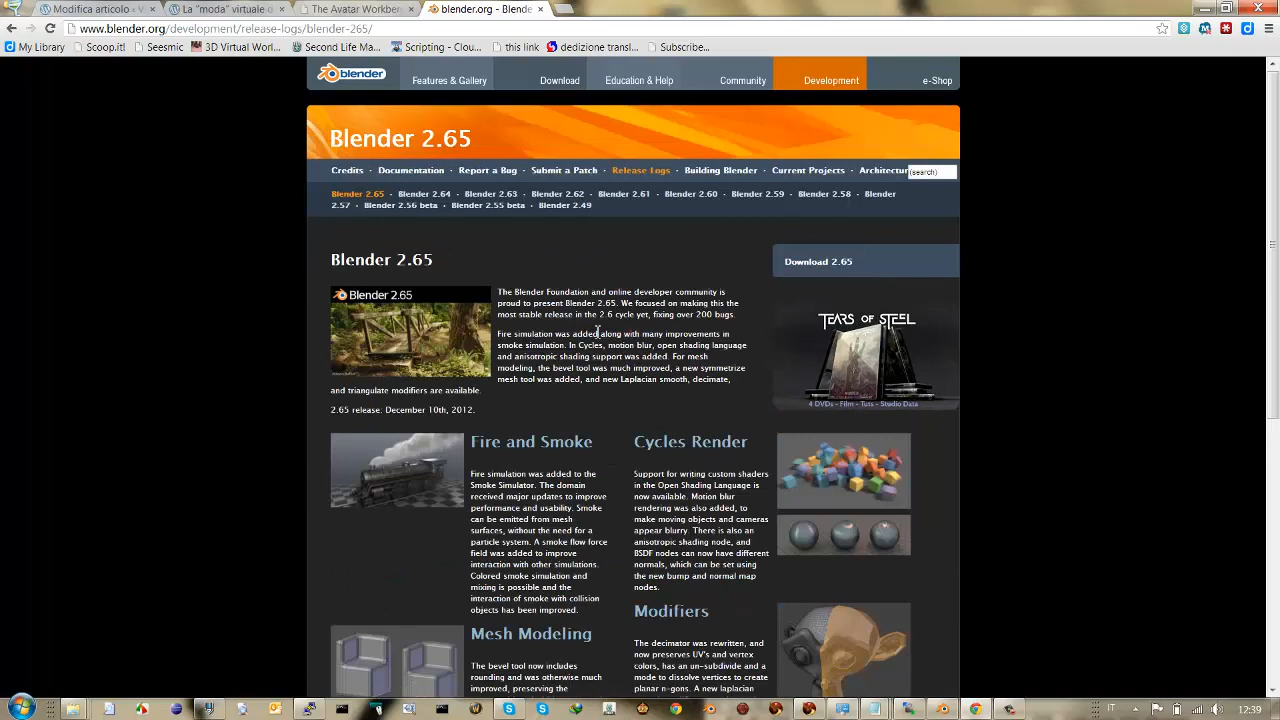 Modifica articolo ‹ V
La "moda" virtuale
The Avatar Workben
blender.org - Blender 2.65
www.blender.org/development/release-logs/blender-265/
My Library
Scoop.it!
Seesmic
3D Virtual Wor...
Second Life Ma...
Scripting - Clou...
this link
dedizione transl...
Subscribe...
blender
Features & Gallery
Download
Education & Help
Community
Development
e-Shop
Blender 2.65
Credits · Documentation · Report a Bug · Submit a Patch · Release Logs · Building Blender · Current Projects · Architectur
(search)
Blender 2.65 · Blender 2.64 · Blender 2.63 · Blender 2.62 · Blender 2.61 · Blender 2.60 · Blender 2.59 · Blender 2.58 · Blender
2.57 · Blender 2.56 beta · Blender 2.55 beta · Blender 2.49
Blender 2.65
Blender 2.65
The Blender Foundation and online developer community is
proud to present Blender 2.65. We focused on making this the
most stable release in the 2.6 cycle yet, fixing over 200 bugs.
Fire simulation was added along with many improvements in
smoke simulation. In Cycles, motion blur, open shading language
and anisotropic shading support was added. For mesh
modeling, the bevel tool was much improved, a new symmetrize
mesh tool was added, and new Laplacian smooth, decimate,
and triangulate modifiers are available.
2.65 release: December 10th, 2012.
Download 2.65
TEARS OF STEEL
4 DVDs - Film - Tuts - Studio Data
Fire and Smoke
Fire simulation was added to the
Smoke Simulator. The domain
received major updates to improve
performance and usability. Smoke
can be emitted from mesh
surfaces, without the need for a
particle system. A smoke flow force
field was added to improve
interaction with other simulations.
Colored smoke simulation and
mixing is possible and the
interaction of smoke with collision
objects has been improved.
Mesh Modeling
The bevel tool now includes
rounding and was otherwise much
improved, preserving the
Cycles Render
Support for writing custom shaders
in the Open Shading Language is
now available. Motion blur
rendering was also added, to
make moving objects and cameras
appear blurry. There is also an
anisotropic shading node, and
BSDF nodes can now have different
normals, which can be set using
the new bump and normal map
nodes.
Modifiers
The decimator was rewritten, and
now preserves UV's and vertex
colors, has an un-subdivide and a
mode to dissolve vertices to create
planar n-gons. A new laplacian
IT
12:39